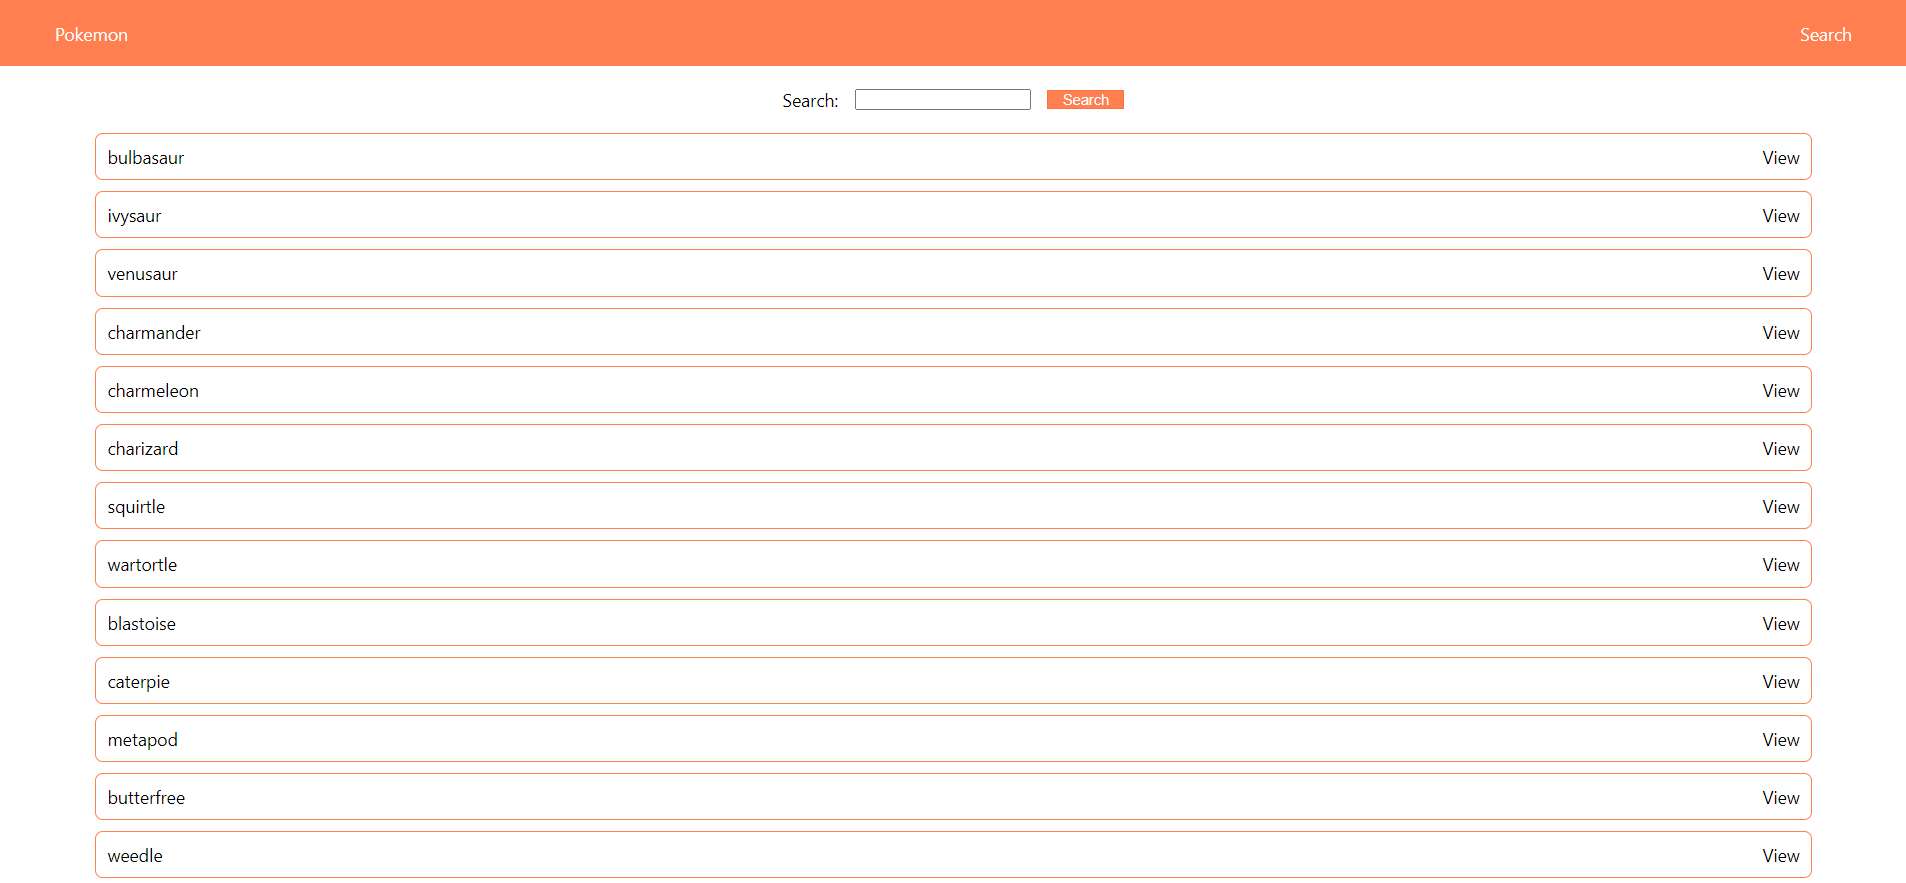 Pokemon Search
Search: Search
bulbasaur View
ivysaur View
venusaur View
charmander View
charmeleon View
charizard View
squirtle View
wartortle View
blastoise View
caterpie View
metapod View
butterfree View
weedle View